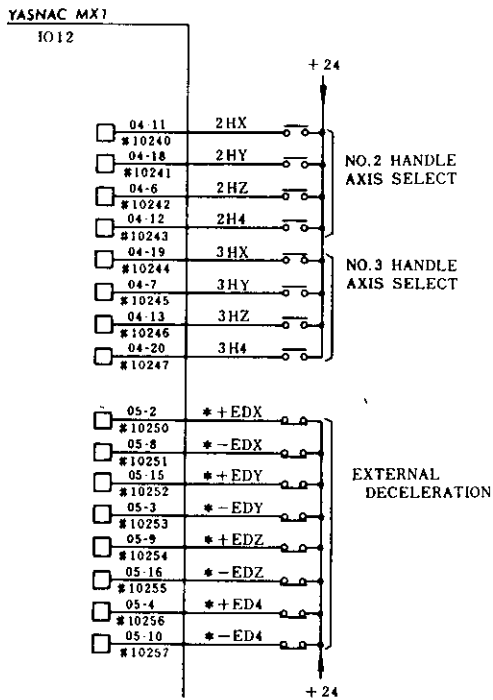 YASNAC MX1
IO12
+24
04-11 2HX
#10240
04-18 2HY
#10241
04-6 2HZ
#10242
04-12 2H4
#10243
NO.2 HANDLE
AXIS SELECT
04-19 3HX
#10244
04-7 3HY
#10245
04-13 3HZ
#10246
04-20 3H4
#10247
NO.3 HANDLE
AXIS SELECT
05-2 *+EDX
#10250
05-8 *-EDX
#10251
05-15 *+EDY
#10252
05-3 *-EDY
#10253
05-9 *+EDZ
#10254
05-16 *-EDZ
#10255
05-4 *+ED4
#10256
05-10 *-ED4
#10257
EXTERNAL
DECELERATION
+24